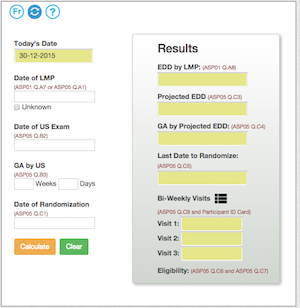 Fr ?
Today's Date
30-12-2015
Date of LMP
(ASP01 Q.A7 or ASP05 Q.A1)
Unknown
Date of US Exam
(ASP05 Q.B2)
GA by US
(ASP05 Q.B3)
Weeks Days
Date of Randomization
(ASP05 Q.C1)
Calculate Clear
Results
EDD by LMP: (ASP01 Q.A8)
Projected EDD (ASP05 Q.C3)
GA by Projected EDD: (ASP05 Q.C4)
Last Date to Randomize:
(ASP05 Q.C5)
Bi-Weekly Visits
(ASP05 Q.C9 and Participant ID Card)
Visit 1:
Visit 2:
Visit 3:
Eligibility: (ASP05 Q.C6 and ASP05 Q.C7)